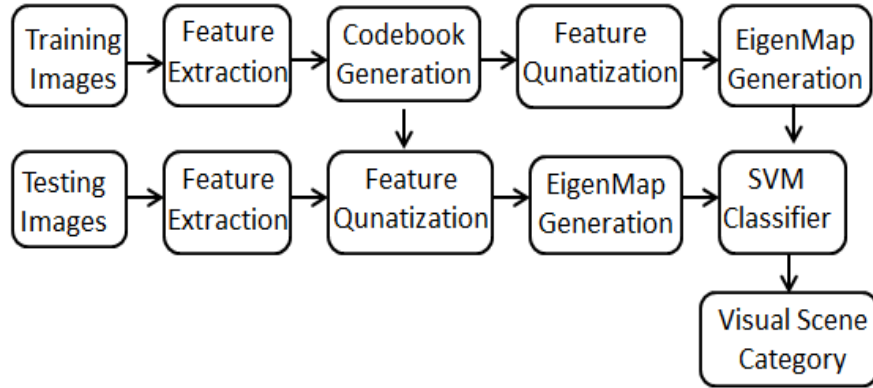 Training
Images
Feature
Extraction
Codebook
Generation
Feature
Qunatization
EigenMap
Generation
Testing
Images
Feature
Extraction
Feature
Qunatization
EigenMap
Generation
SVM
Classifier
Visual Scene
Category